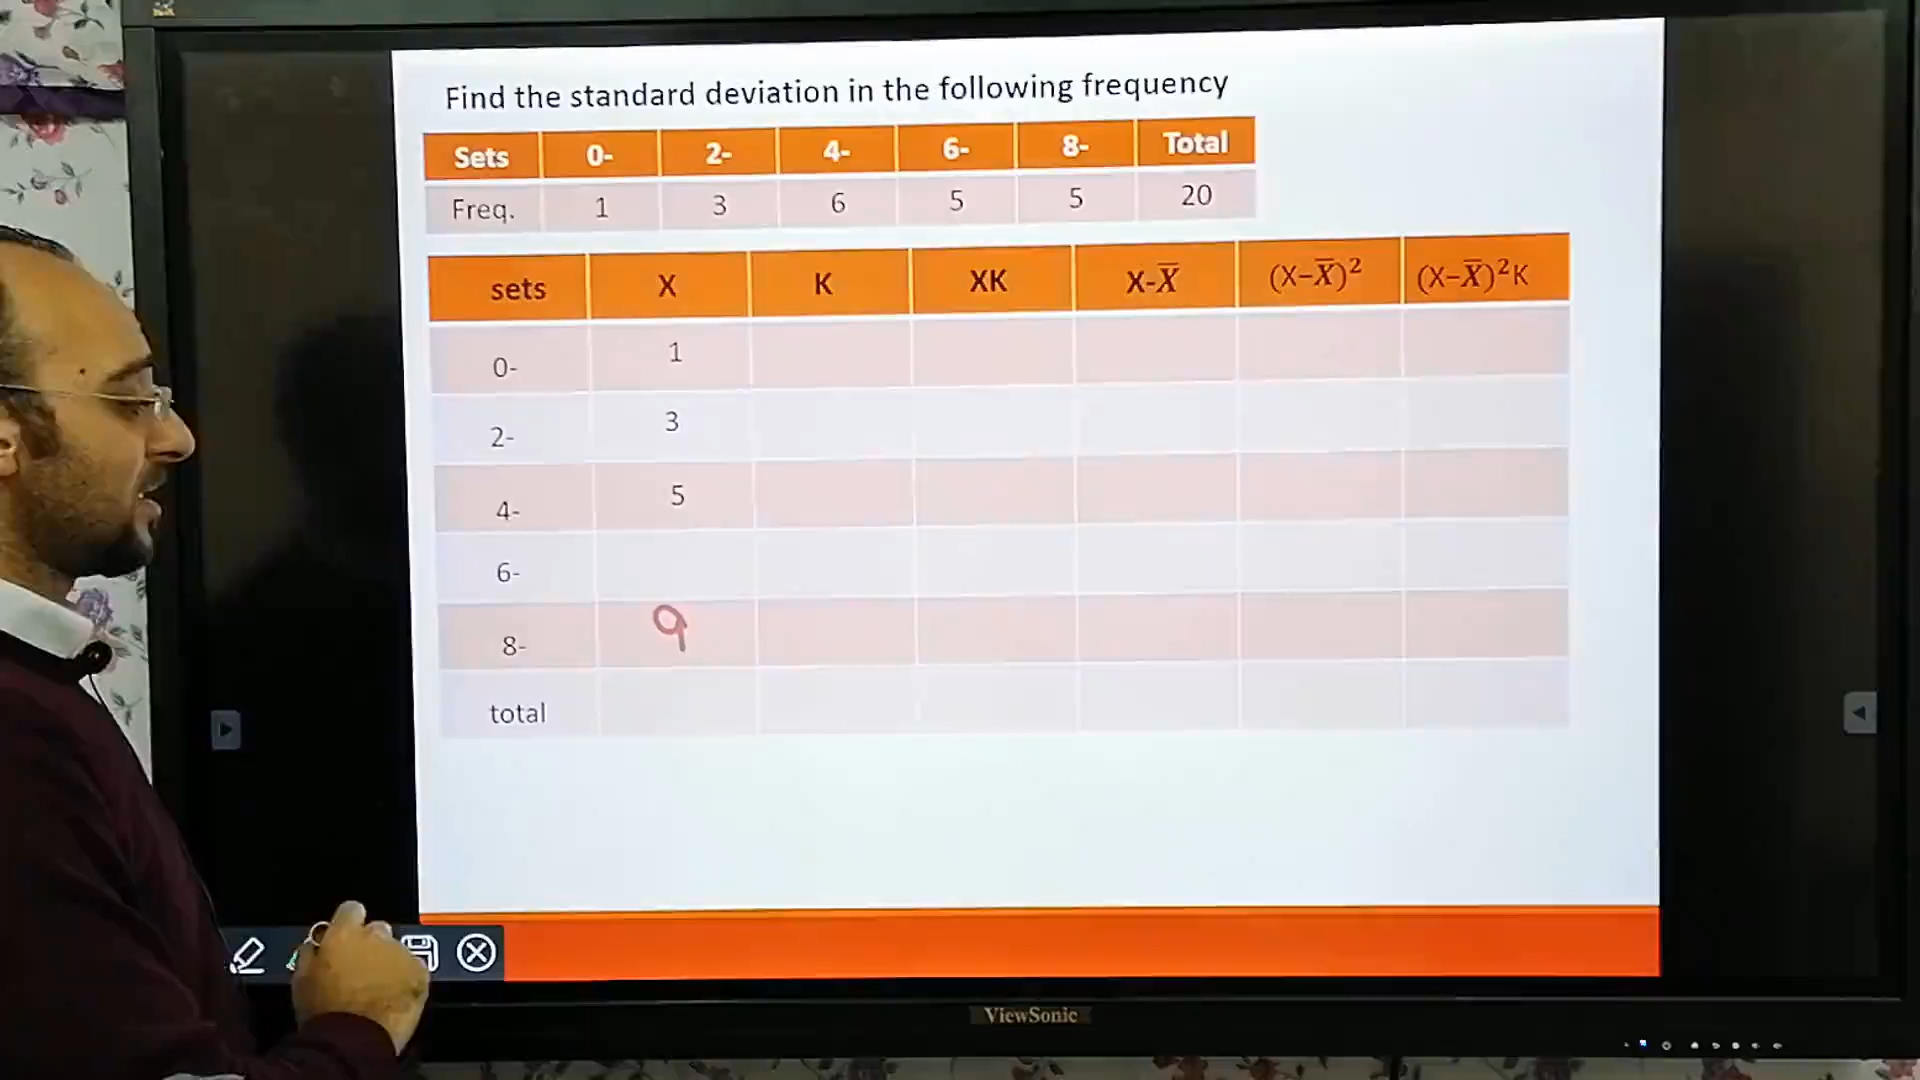 Find the standard deviation in the following frequency
Sets 0- 2- 4- 6- 8- Total
Freq. 1 3 6 5 5 20
sets X K XK X-X̅ (X-X̅)² (X-X̅)²K
0- 1
2- 3
4- 5
6-
8- 9
total
ViewSonic